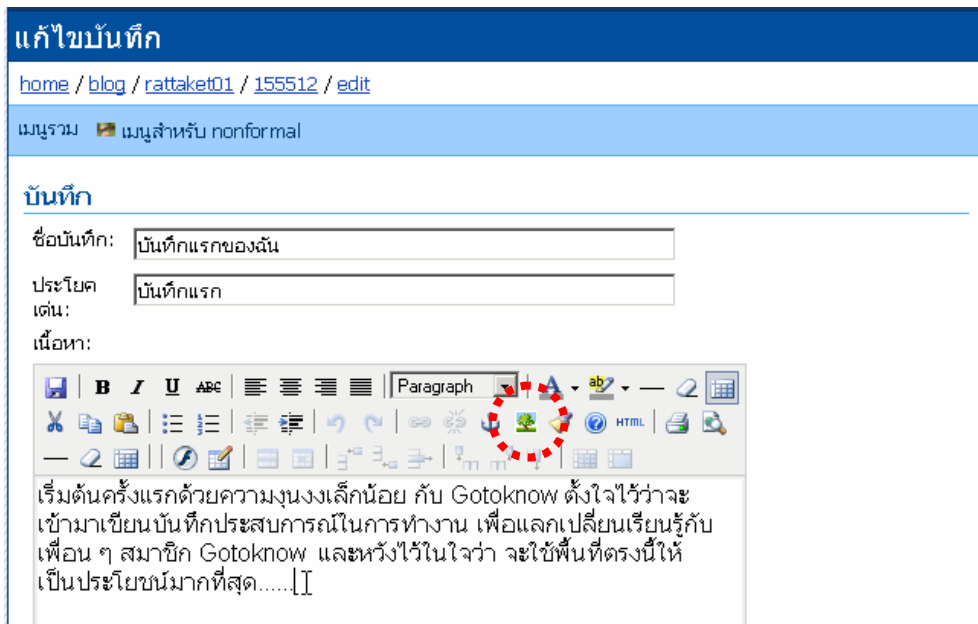 แก้ไขบันทึก
home / blog / rattaket01 / 155512 / edit
เมนูรวม เมนูสำหรับ nonformal
บันทึก
ชื่อบันทึก: บันทึกแรกของฉัน
ประโยค
เด่น: บันทึกแรก
เนื้อหา:
B I U ABC Paragraph A ab
HTML
เริ่มต้นครั้งแรกด้วยความงุนงงเล็กน้อย กับ Gotoknow ตั้งใจไว้ว่าจะ
เข้ามาเขียนบันทึกประสบการณ์ในการทำงาน เพื่อแลกเปลี่ยนเรียนรู้กับ
เพื่อน ๆ สมาชิก Gotoknow และหวังไว้ในใจว่า จะใช้พื้นที่ตรงนี้ให้
เป็นประโยชน์มากที่สุด......